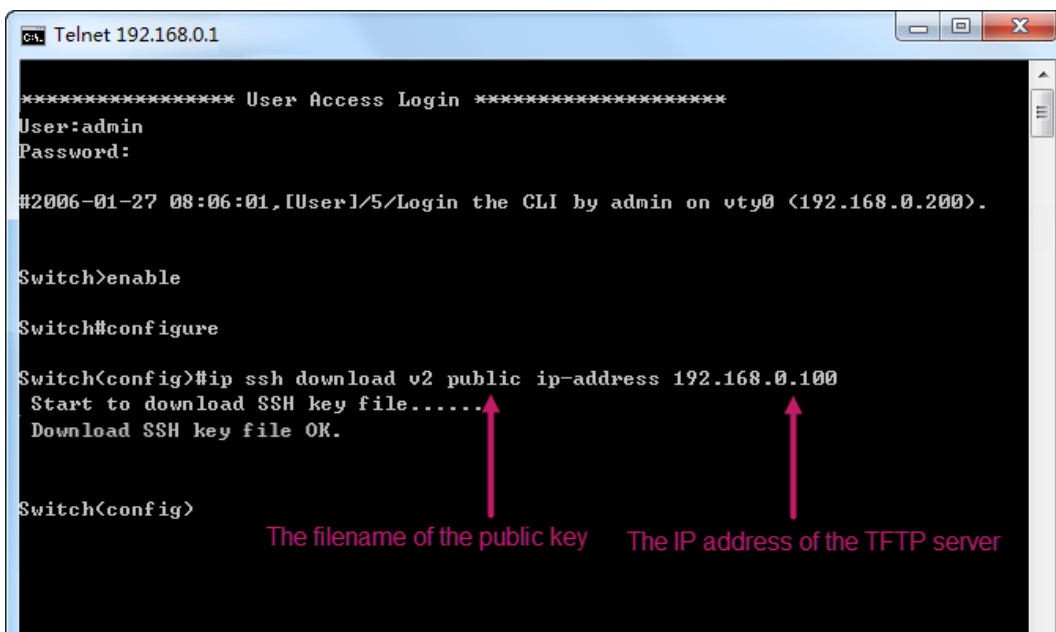 Telnet 192.168.0.1
***************** User Access Login ********************
User:admin
Password:
#2006-01-27 08:06:01,[User]/5/Login the CLI by admin on vty0 (192.168.0.200).
Switch>enable
Switch#configure
Switch(config)#ip ssh download v2 public ip-address 192.168.0.100
Start to download SSH key file......
Download SSH key file OK.
Switch(config)
The filename of the public key
The IP address of the TFTP server